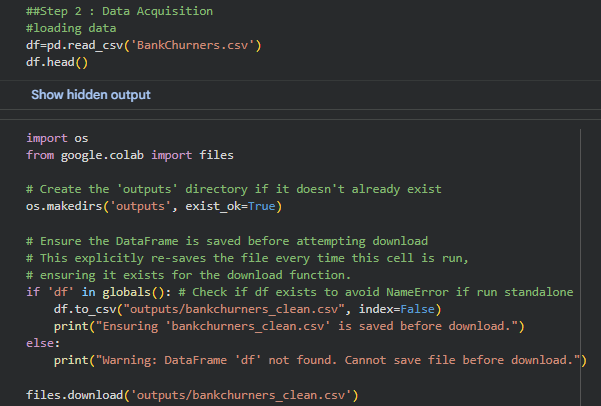 ##Step 2 : Data Acquisition
#loading data
df=pd.read_csv('BankChurners.csv')
df.head()
Show hidden output
import os
from google.colab import files
# Create the 'outputs' directory if it doesn't already exist
os.makedirs('outputs', exist_ok=True)
# Ensure the DataFrame is saved before attempting download
# This explicitly re-saves the file every time this cell is run,
# ensuring it exists for the download function.
if 'df' in globals(): # Check if df exists to avoid NameError if run standalone
    df.to_csv("outputs/bankchurners_clean.csv", index=False)
    print("Ensuring 'bankchurners_clean.csv' is saved before download.")
else:
    print("Warning: DataFrame 'df' not found. Cannot save file before download.")
files.download('outputs/bankchurners_clean.csv')